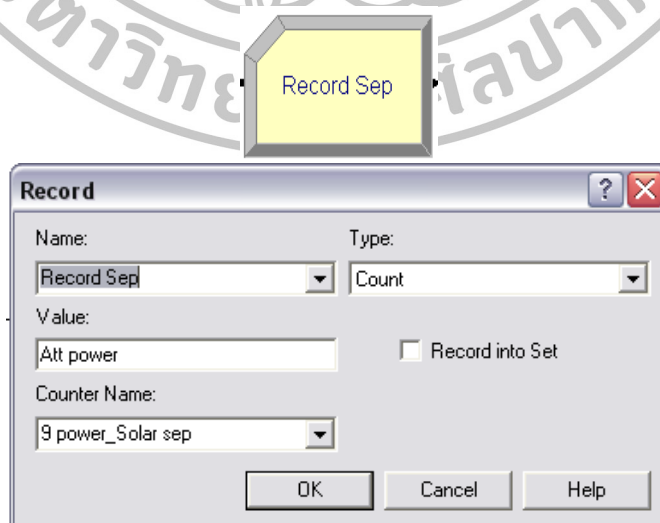 Record Sep
Record
Name:
Type:
Record Sep
Count
Value:
Att power
Record into Set
Counter Name:
9 power_Solar sep
OK
Cancel
Help